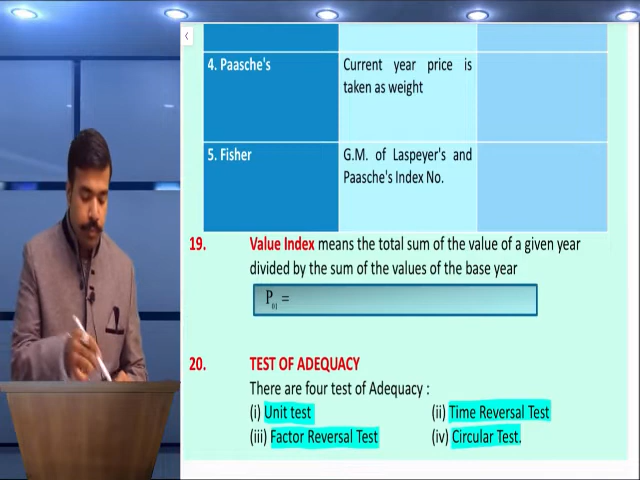 4. Paasche's
Current year price is
taken as weight
5. Fisher
G.M. of Laspeyer's and
Paasche's Index No.
19. Value Index means the total sum of the value of a given year
divided by the sum of the values of the base year
P₀₁ =
20. TEST OF ADEQUACY
There are four test of Adequacy :
(i) Unit test (ii) Time Reversal Test
(iii) Factor Reversal Test (iv) Circular Test.